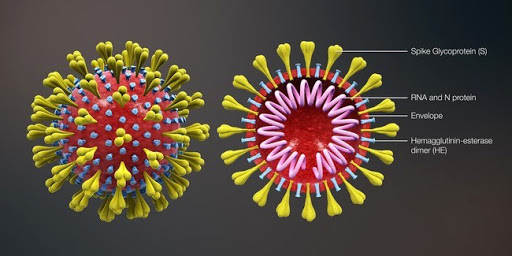 Spike Glycoprotein (S)
RNA and N protein
Envelope
Hemagglutinin-esterase
dimer (HE)